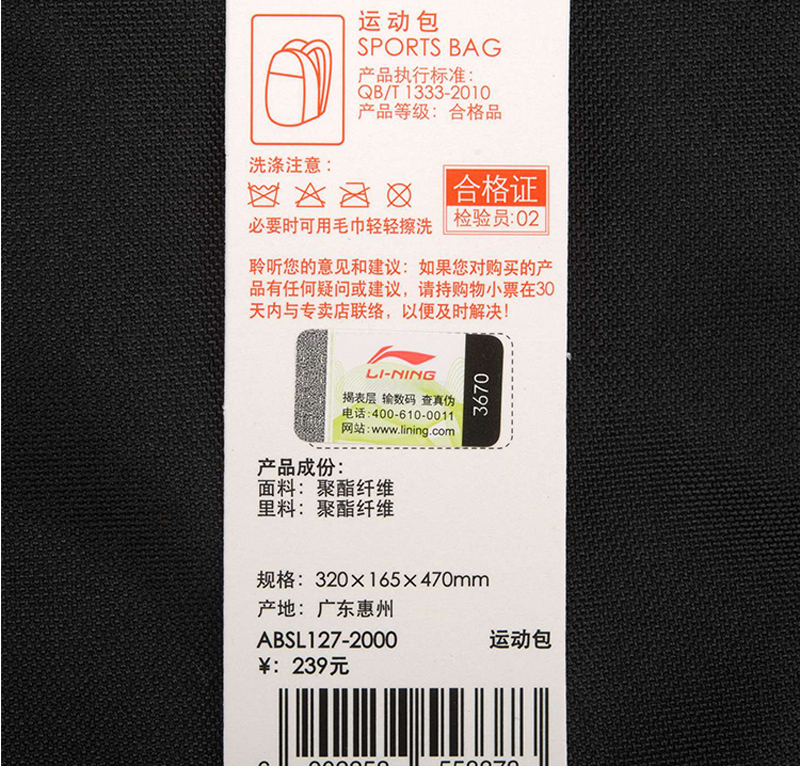 运动包
SPORTS BAG
产品执行标准:
QB/T 1333-2010
产品等级: 合格品
洗涤注意:
必要时可用毛巾轻轻擦洗
合格证
检验员:02
聆听您的意见和建议: 如果您对购买的产
品有任何疑问或建议, 请持购物小票在30
天内与专卖店联络, 以便及时解决!
LI-NING
揭表层 输数码 查真伪
电话:400-610-0011
网站:www.lining.com
3670
产品成份:
面料: 聚酯纤维
里料: 聚酯纤维
规格: 320×165×470mm
产地: 广东惠州
ABSL127-2000 运动包
¥: 239元